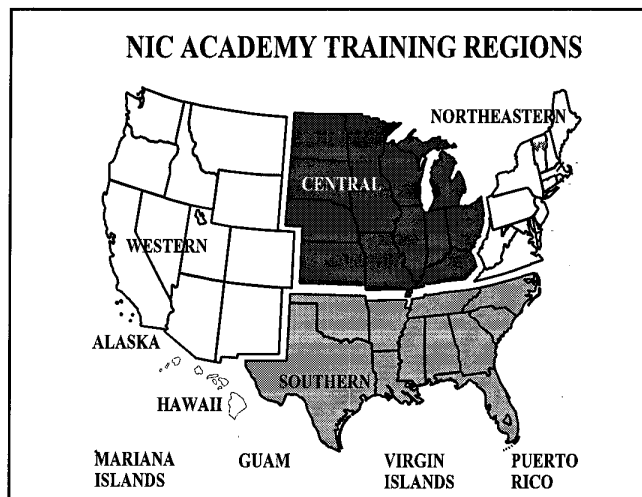 NIC ACADEMY TRAINING REGIONS
NORTHEASTERN
CENTRAL
WESTERN
ALASKA
SOUTHERN
HAWAII
MARIANA
ISLANDS
GUAM
VIRGIN
ISLANDS
PUERTO
RICO